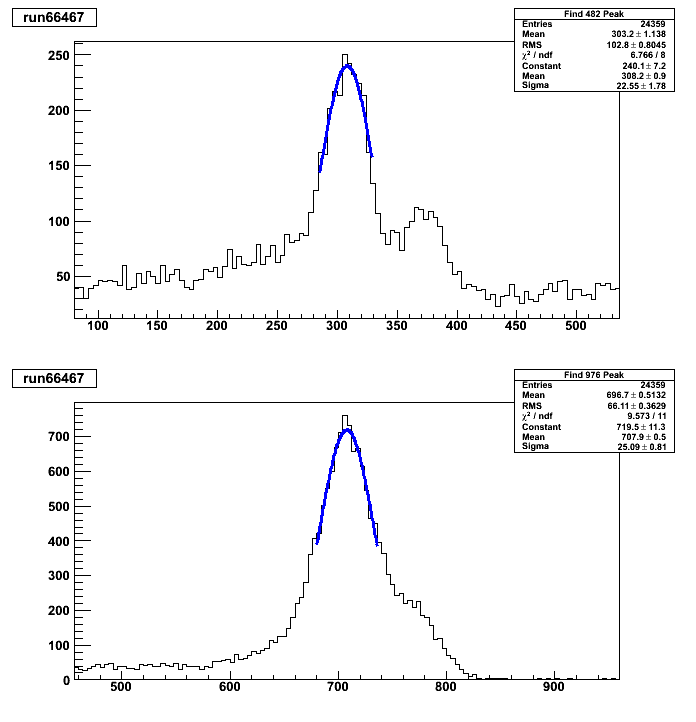 run66467
Find 482 Peak
Entries 24359
Mean 303.2 ± 1.138
RMS 102.8 ± 0.8045
χ² / ndf 6.766 / 8
Constant 240.1 ± 7.2
Mean 308.2 ± 0.9
Sigma 22.55 ± 1.78
250
200
150
100
50
100 150 200 250 300 350 400 450 500
run66467
Find 976 Peak
Entries 24359
Mean 696.7 ± 0.5132
RMS 66.11 ± 0.3629
χ² / ndf 9.573 / 11
Constant 719.5 ± 11.3
Mean 707.9 ± 0.5
Sigma 25.09 ± 0.81
700
600
500
400
300
200
100
0
500 600 700 800 900